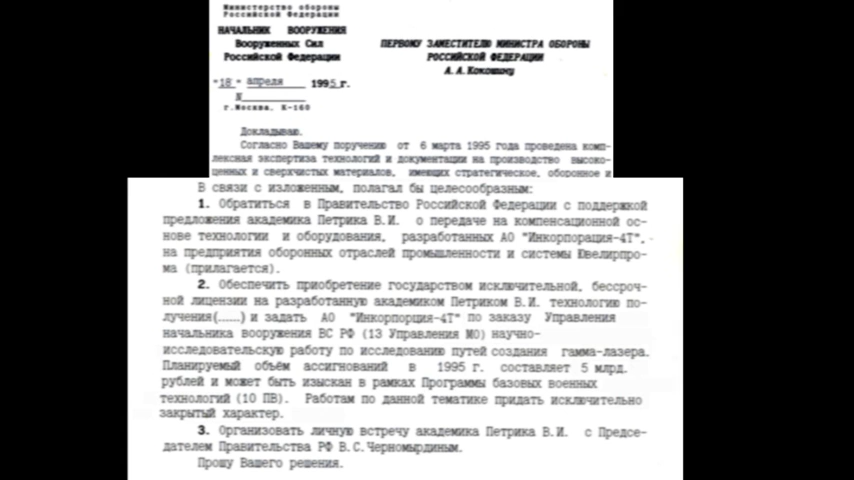 Министерство обороны
Российской Федерации
НАЧАЛЬНИК ВООРУЖЕНИЯ
Вооруженных Сил
Российской Федерации
"18" апреля 1995 г.
N
г.Москва, К-160
ПЕРВОМУ ЗАМЕСТИТЕЛЮ МИНИСТРА ОБОРОНЫ
РОССИЙСКОЙ ФЕДЕРАЦИИ
А.А.Кокошину
Докладываю.
Согласно Вашему поручению от 6 марта 1995 года проведена комп-
лексная экспертиза технологий и документации на производство высоко-
ценных и сверхчистых материалов, имеющих стратегическое, оборонное и
В связи с изложенным, полагал бы целесообразным:
1. Обратиться в Правительство Российской Федерации с поддержкой
предложения академика Петрика В.И. о передаче на компенсационной ос-
нове технологии и оборудования, разработанных АО "Инкорпорация-4Т",
на предприятия оборонных отраслей промышленности и системы Ювелирпро-
ма (прилагается).
2. Обеспечить приобретение государством исключительной, бессроч-
ной лицензии на разработанную академиком Петриком В.И. технологию по-
лучения(......) и задать АО "Инкорпорция-4Т" по заказу Управления
начальника вооружения ВС РФ (13 Управления МО) научно-
исследовательскую работу по исследованию путей создания гамма-лазера.
Планируемый объём ассигнований в 1995 г. составляет 5 млрд.
рублей и может быть изыскан в рамках Программы базовых военных
технологий (10 ПВ). Работам по данной тематике придать исключительно
закрытый характер.
3. Организовать личную встречу академика Петрика В.И. с Предсе-
дателем Правительства РФ В.С.Черномырдиным.
Прошу Вашего решения.